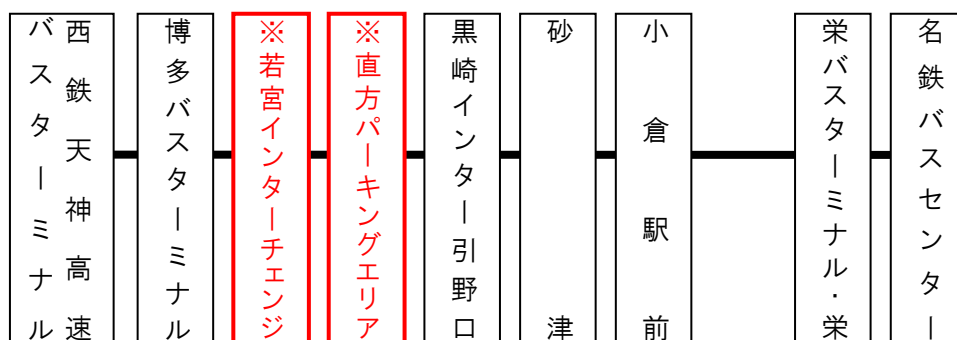 西鉄天神高速
バスターミナル
博多バスターミナル
※若宮インターチェンジ
※直方パーキングエリア
黒崎インター引野口
砂津
小倉駅前
栄バスターミナル・栄
名鉄バスセンター